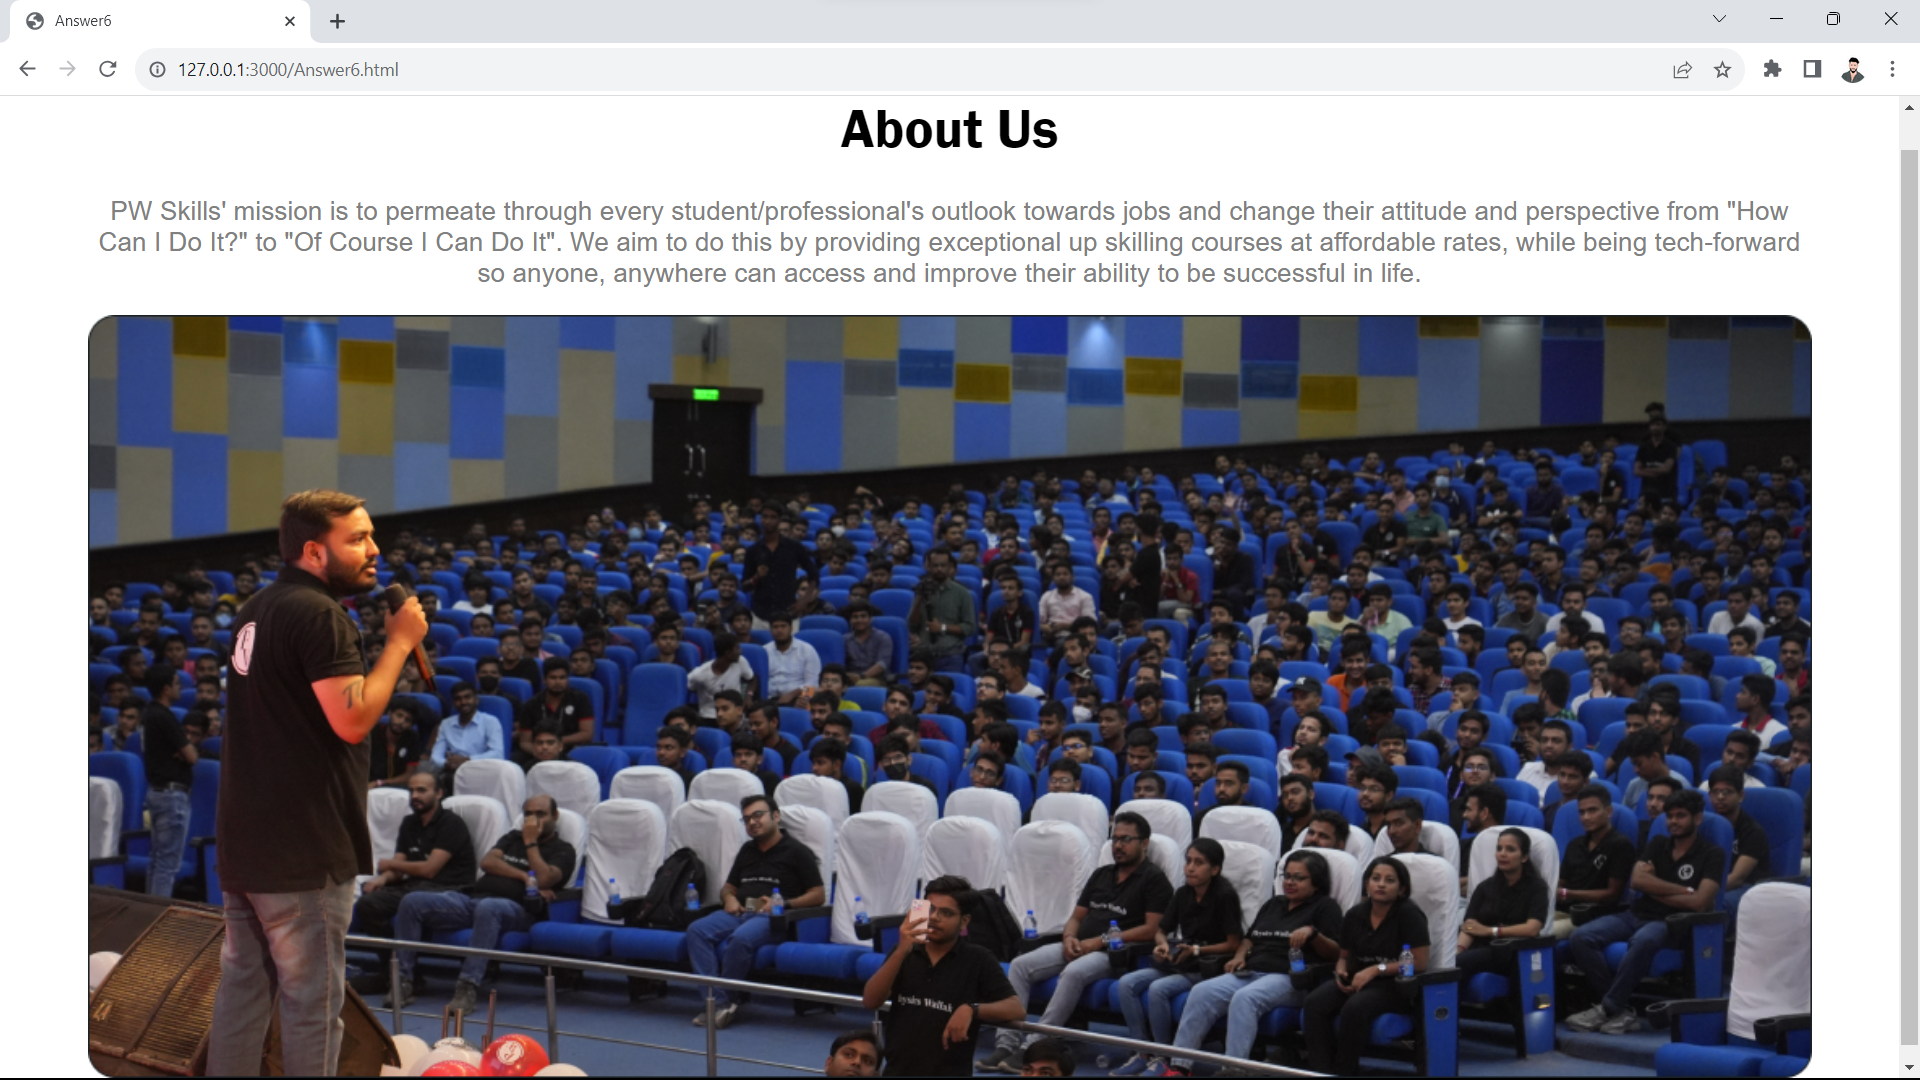 Answer6
127.0.0.1:3000/Answer6.html
About Us
PW Skills' mission is to permeate through every student/professional's outlook towards jobs and change their attitude and perspective from "How
Can I Do It?" to "Of Course I Can Do It". We aim to do this by providing exceptional up skilling courses at affordable rates, while being tech-forward
so anyone, anywhere can access and improve their ability to be successful in life.